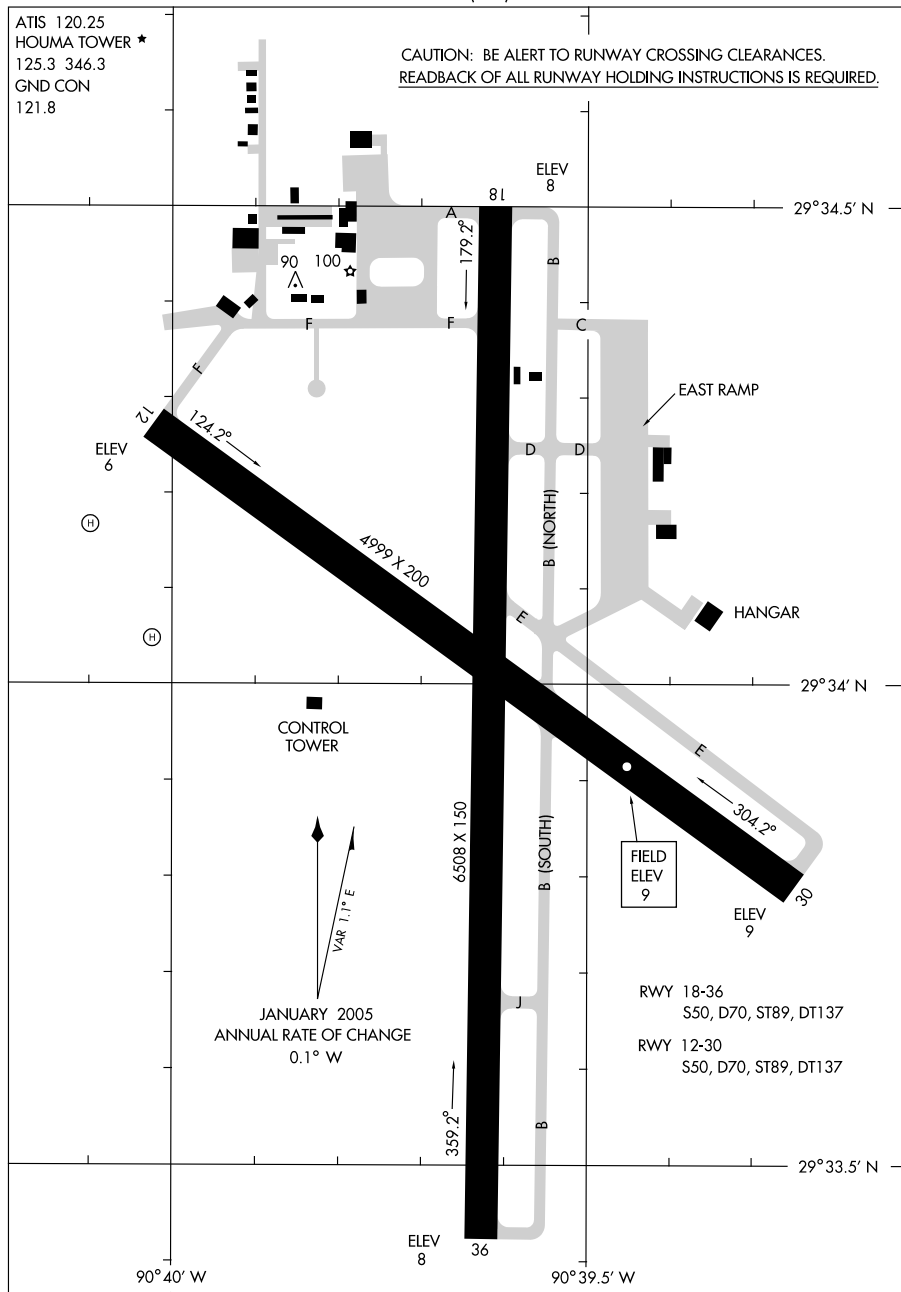 ATIS 120.25
HOUMA TOWER ★
125.3 346.3
GND CON
121.8
CAUTION: BE ALERT TO RUNWAY CROSSING CLEARANCES.
READBACK OF ALL RUNWAY HOLDING INSTRUCTIONS IS REQUIRED.
ELEV
8
18
29°34.5' N
A
179.2°
B
90 100
F
F
C
F
EAST RAMP
12
124.2°
ELEV
6
D
D
H
4999 X 200
B (NORTH)
E
HANGAR
H
29°34' N
CONTROL
TOWER
E
304.2°
6508 X 150
B (SOUTH)
FIELD
ELEV
9
30
ELEV
9
VAR 1.1° E
RWY 18-36
S50, D70, ST89, DT137
JANUARY 2005
ANNUAL RATE OF CHANGE
0.1° W
J
RWY 12-30
S50, D70, ST89, DT137
359.2°
B
29°33.5' N
ELEV
8
36
90°40' W
90°39.5' W